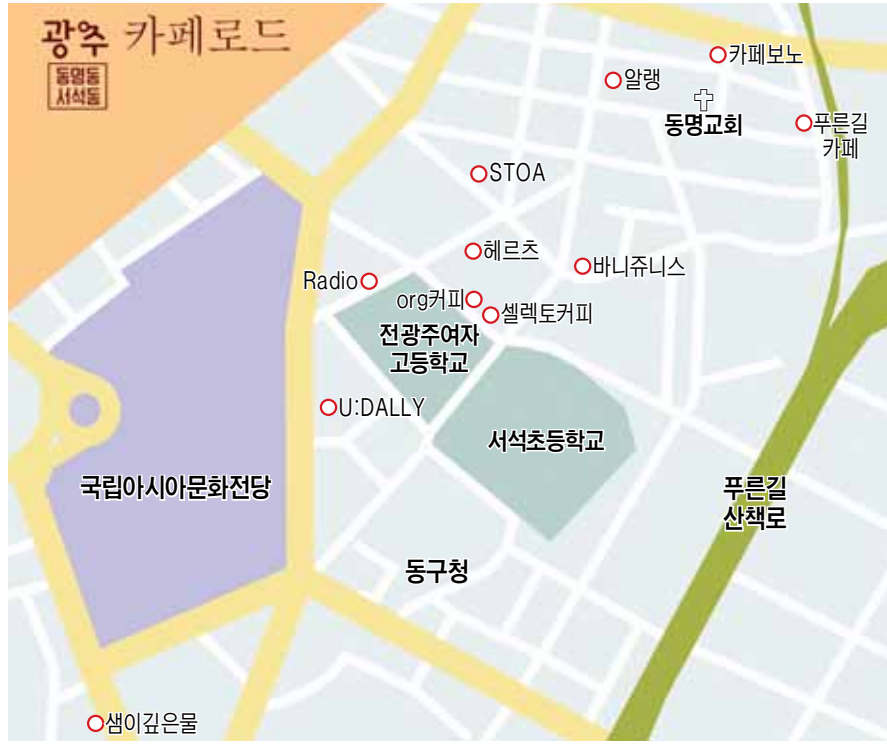 광주 카페로드
동명동
서석동
카페보노
알랭
동명교회
푸른길
카페
STOA
헤르츠
바니쥬니스
Radio
org커피
셀렉토커피
전광주여자
고등학교
U:DALLY
서석초등학교
국립아시아문화전당
푸른길
산책로
동구청
샘이깊은물